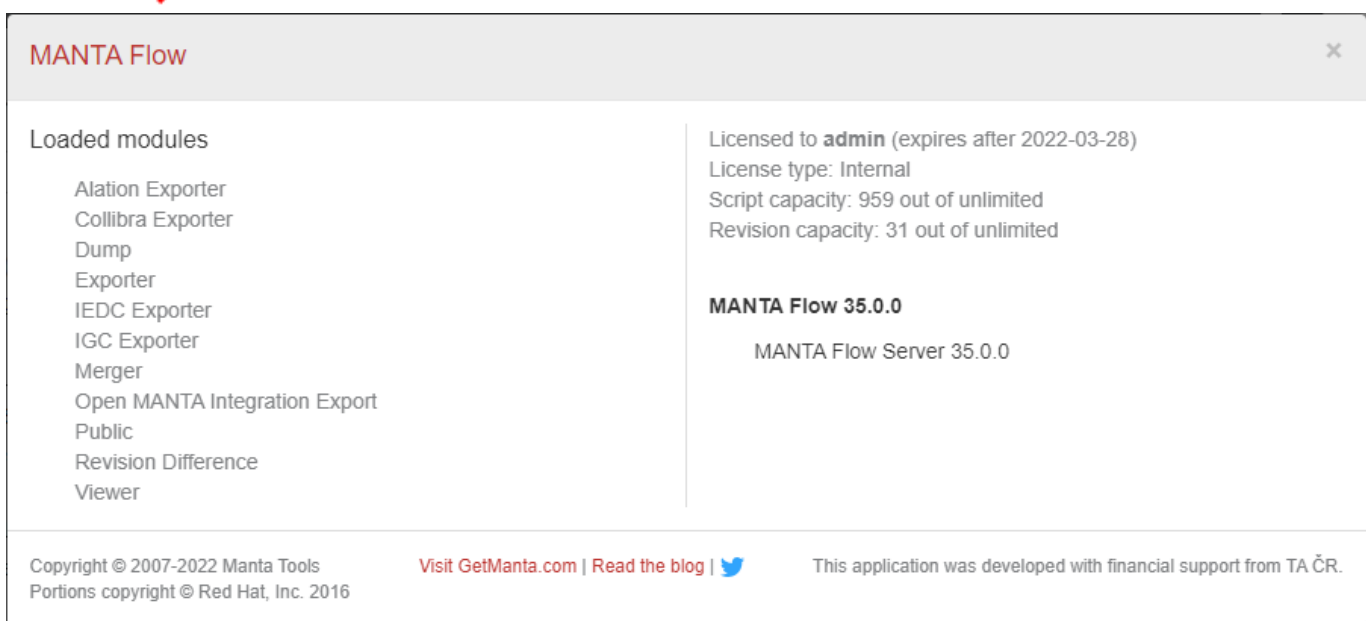 MANTA Flow
×
Loaded modules
Alation Exporter
Collibra Exporter
Dump
Exporter
IEDC Exporter
IGC Exporter
Merger
Open MANTA Integration Export
Public
Revision Difference
Viewer
Licensed to admin (expires after 2022-03-28)
License type: Internal
Script capacity: 959 out of unlimited
Revision capacity: 31 out of unlimited
MANTA Flow 35.0.0
MANTA Flow Server 35.0.0
Copyright © 2007-2022 Manta Tools
Portions copyright © Red Hat, Inc. 2016
Visit GetManta.com | Read the blog |
This application was developed with financial support from TA ČR.